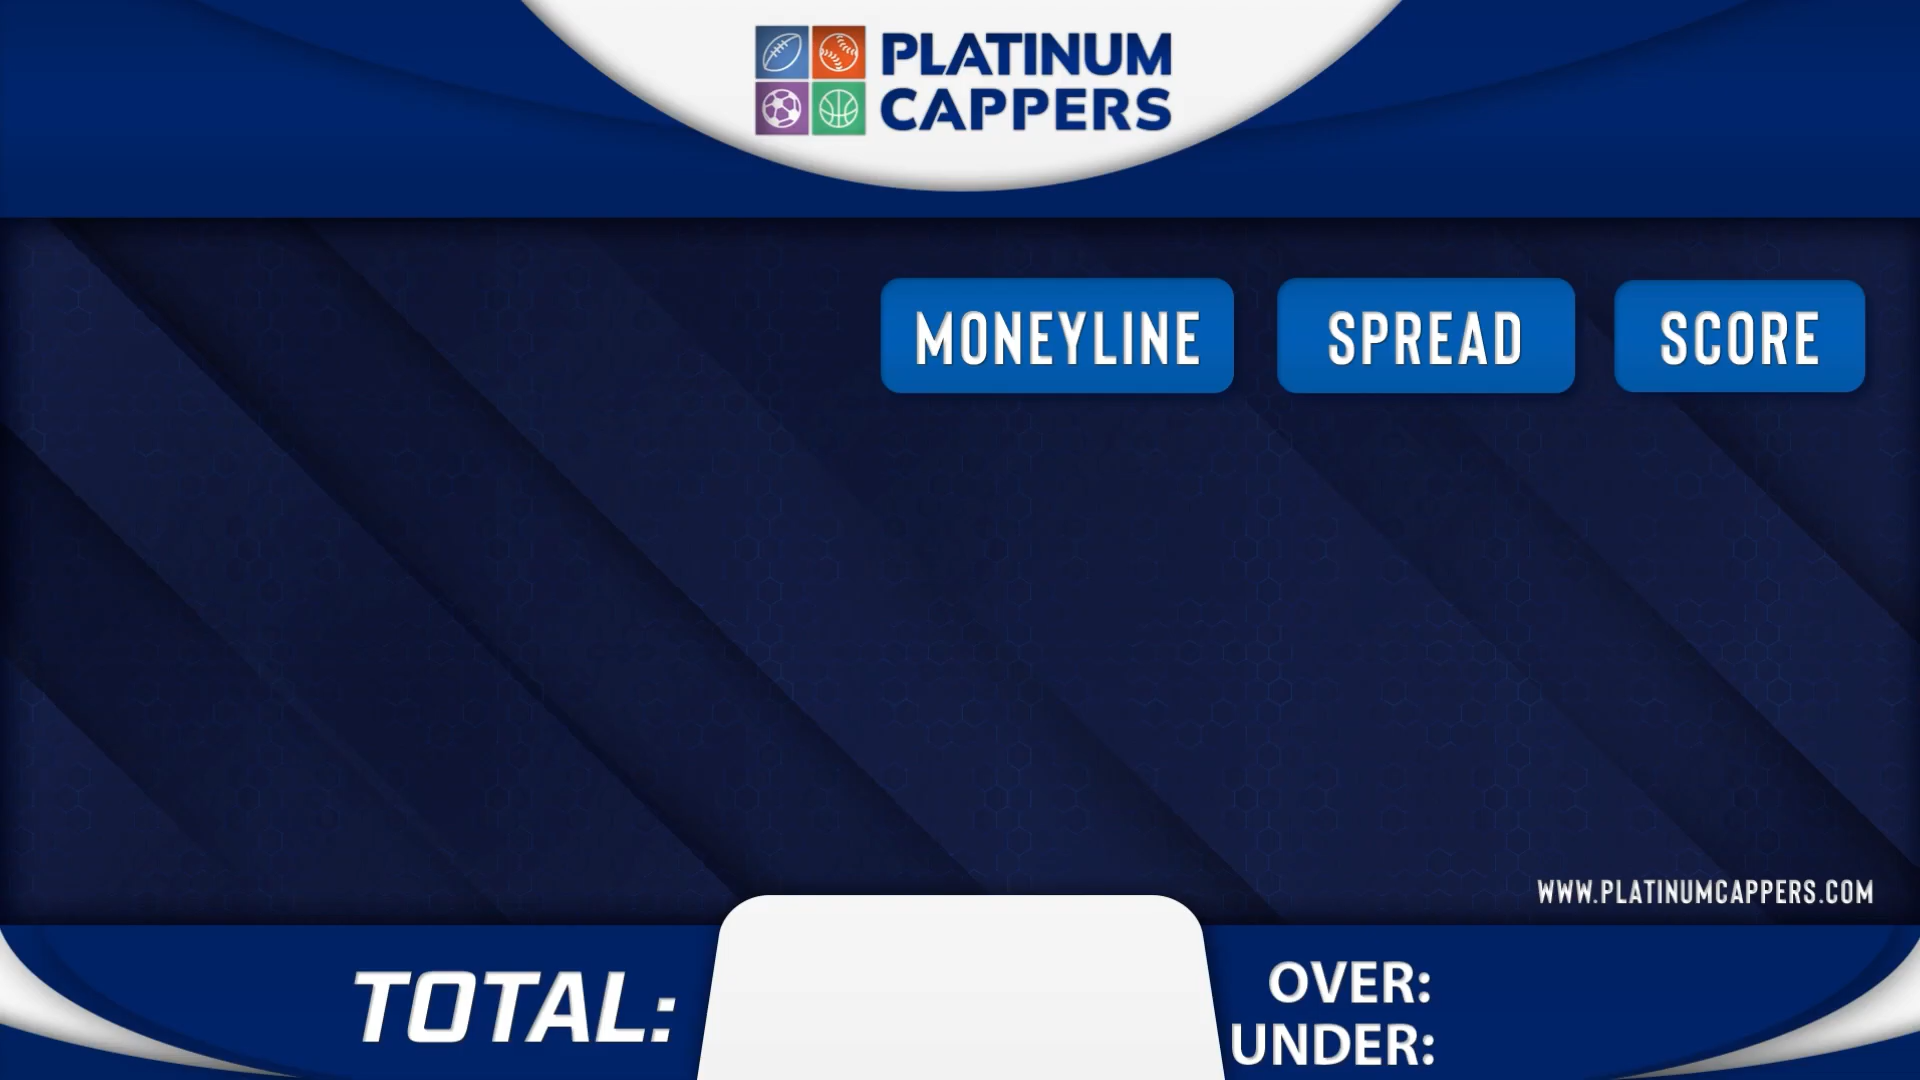 PLATINUM
CAPPERS
MONEYLINE SPREAD SCORE
WWW.PLATINUMCAPPERS.COM
TOTAL:
OVER:
UNDER: